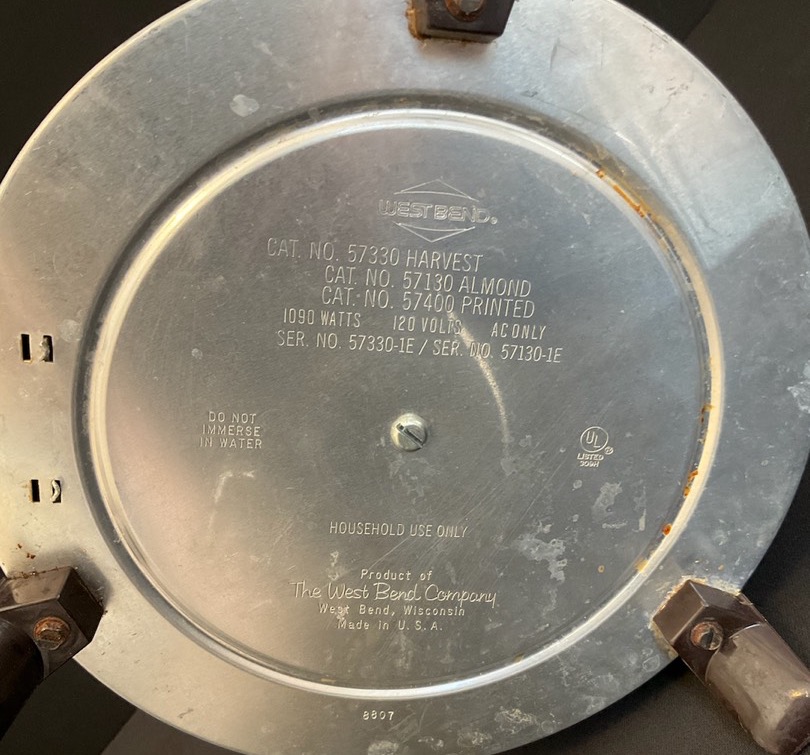 WEST BEND®
CAT. NO. 57330 HARVEST
CAT. NO. 57130 ALMOND
CAT. NO. 57400 PRINTED
1090 WATTS 120 VOLTS AC ONLY
SER. NO. 57330-1E / SER. NO. 57130-1E
DO NOT
IMMERSE
IN WATER
UL®
LISTED
309H
HOUSEHOLD USE ONLY
Product of
The West Bend Company
West Bend, Wisconsin
Made in U.S.A.
8807